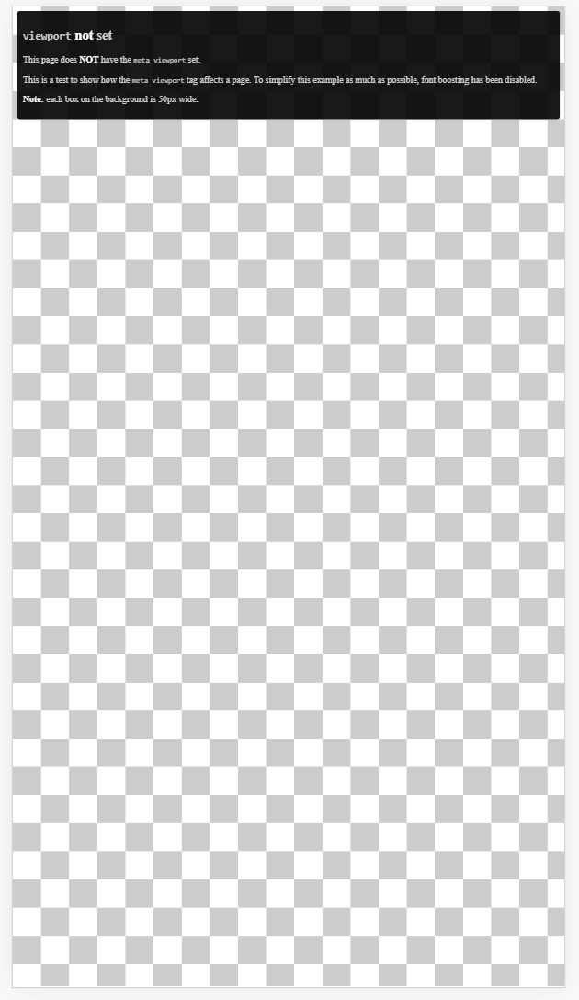 viewport not set
This page does NOT have the meta viewport set.
This is a test to show how the meta viewport tag affects a page. To simplify this example as much as possible, font boosting has been disabled.
Note: each box on the background is 50px wide.